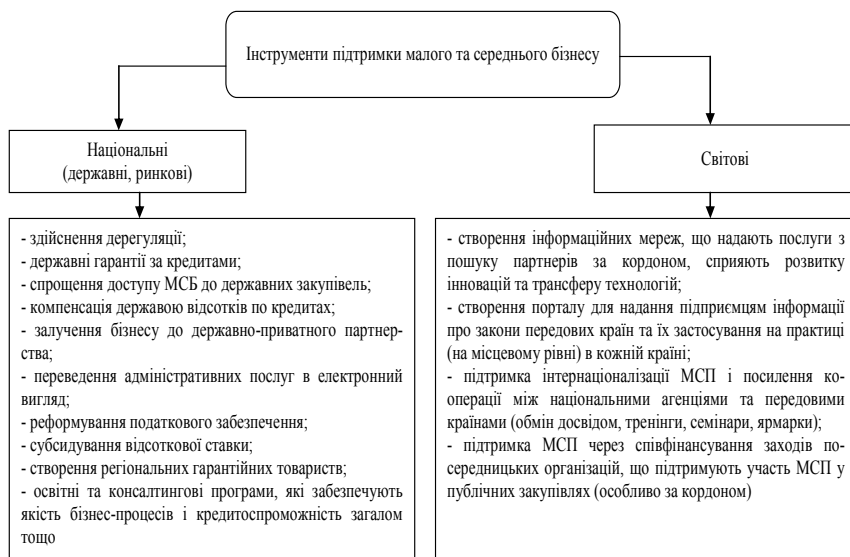 Інструменти підтримки малого та середнього бізнесу
Національні
(державні, ринкові)
Світові
- здійснення дерегуляції;
- державні гарантії за кредитами;
- спрощення доступу МСБ до державних закупівель;
- компенсація державою відсотків по кредитах;
- залучення бізнесу до державно-приватного партнер-
ства;
- переведення адміністративних послуг в електронний
вигляд;
- реформування податкового забезпечення;
- субсидування відсоткової ставки;
- створення регіональних гарантійних товариств;
- освітні та консалтингові програми, які забезпечують
якість бізнес-процесів і кредитоспроможність загалом
тощо
- створення інформаційних мереж, що надають послуги з
пошуку партнерів за кордоном, сприяють розвитку
інновацій та трансферу технологій;
- створення порталу для надання підприємцям інформації
про закони передових країн та їх застосування на практиці
(на місцевому рівні) в кожній країні;
- підтримка інтернаціоналізації МСП і посилення ко-
операції між національними агенціями та передовими
країнами (обмін досвідом, тренінги, семінари, ярмарки);
- підтримка МСП через співфінансування заходів по-
середницьких організацій, що підтримують участь МСП у
публічних закупівлях (особливо за кордоном)